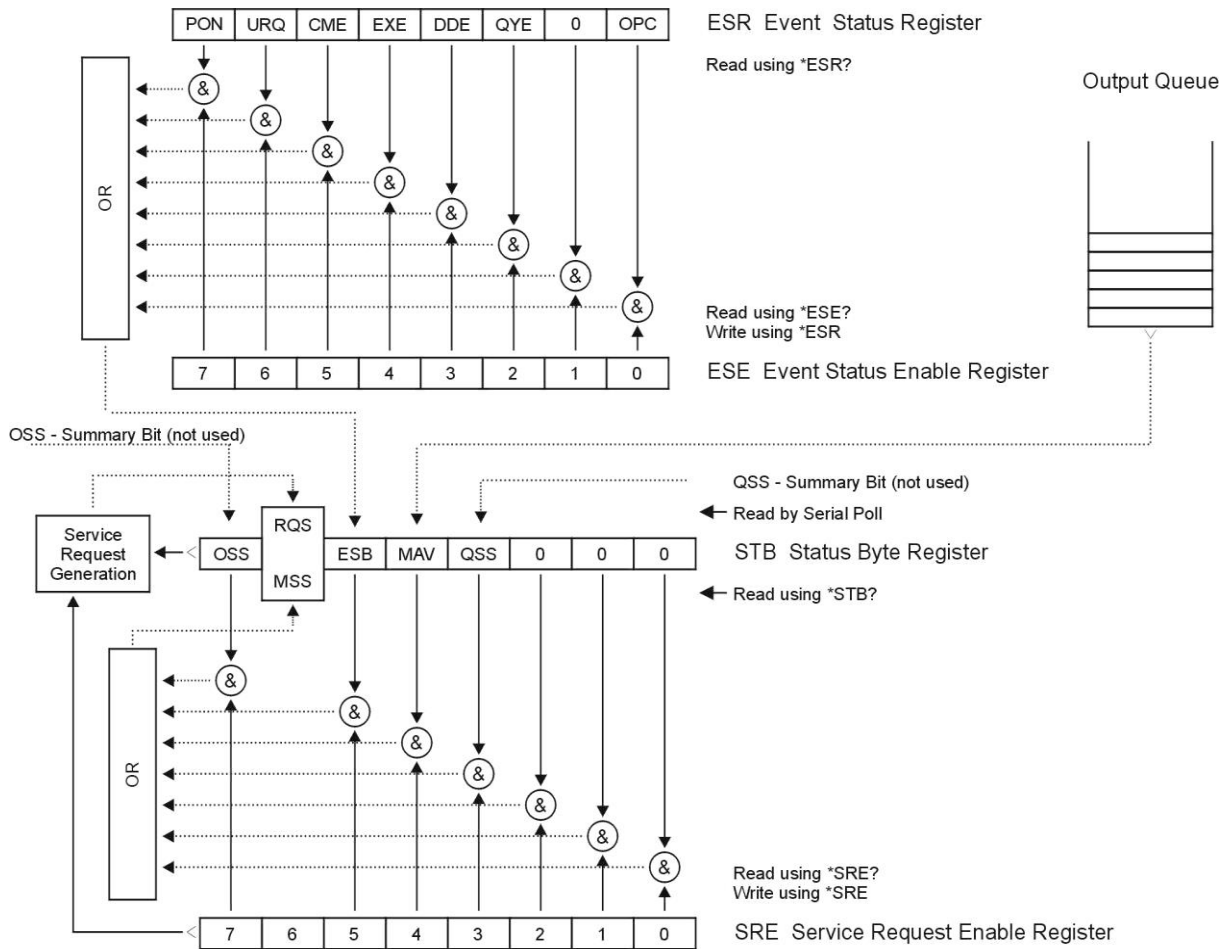 PON URQ CME EXE DDE QYE 0 OPC
ESR Event Status Register
Read using *ESR?
Output Queue
&
&
&
&
&
&
&
&
OR
Read using *ESE?
Write using *ESR
7 6 5 4 3 2 1 0
ESE Event Status Enable Register
OSS - Summary Bit (not used)
QSS - Summary Bit (not used)
Read by Serial Poll
Service
Request
Generation
OSS
RQS
MSS
ESB MAV QSS 0 0 0
STB Status Byte Register
Read using *STB?
&
&
&
&
&
&
&
OR
Read using *SRE?
Write using *SRE
7 6 5 4 3 2 1 0
SRE Service Request Enable Register